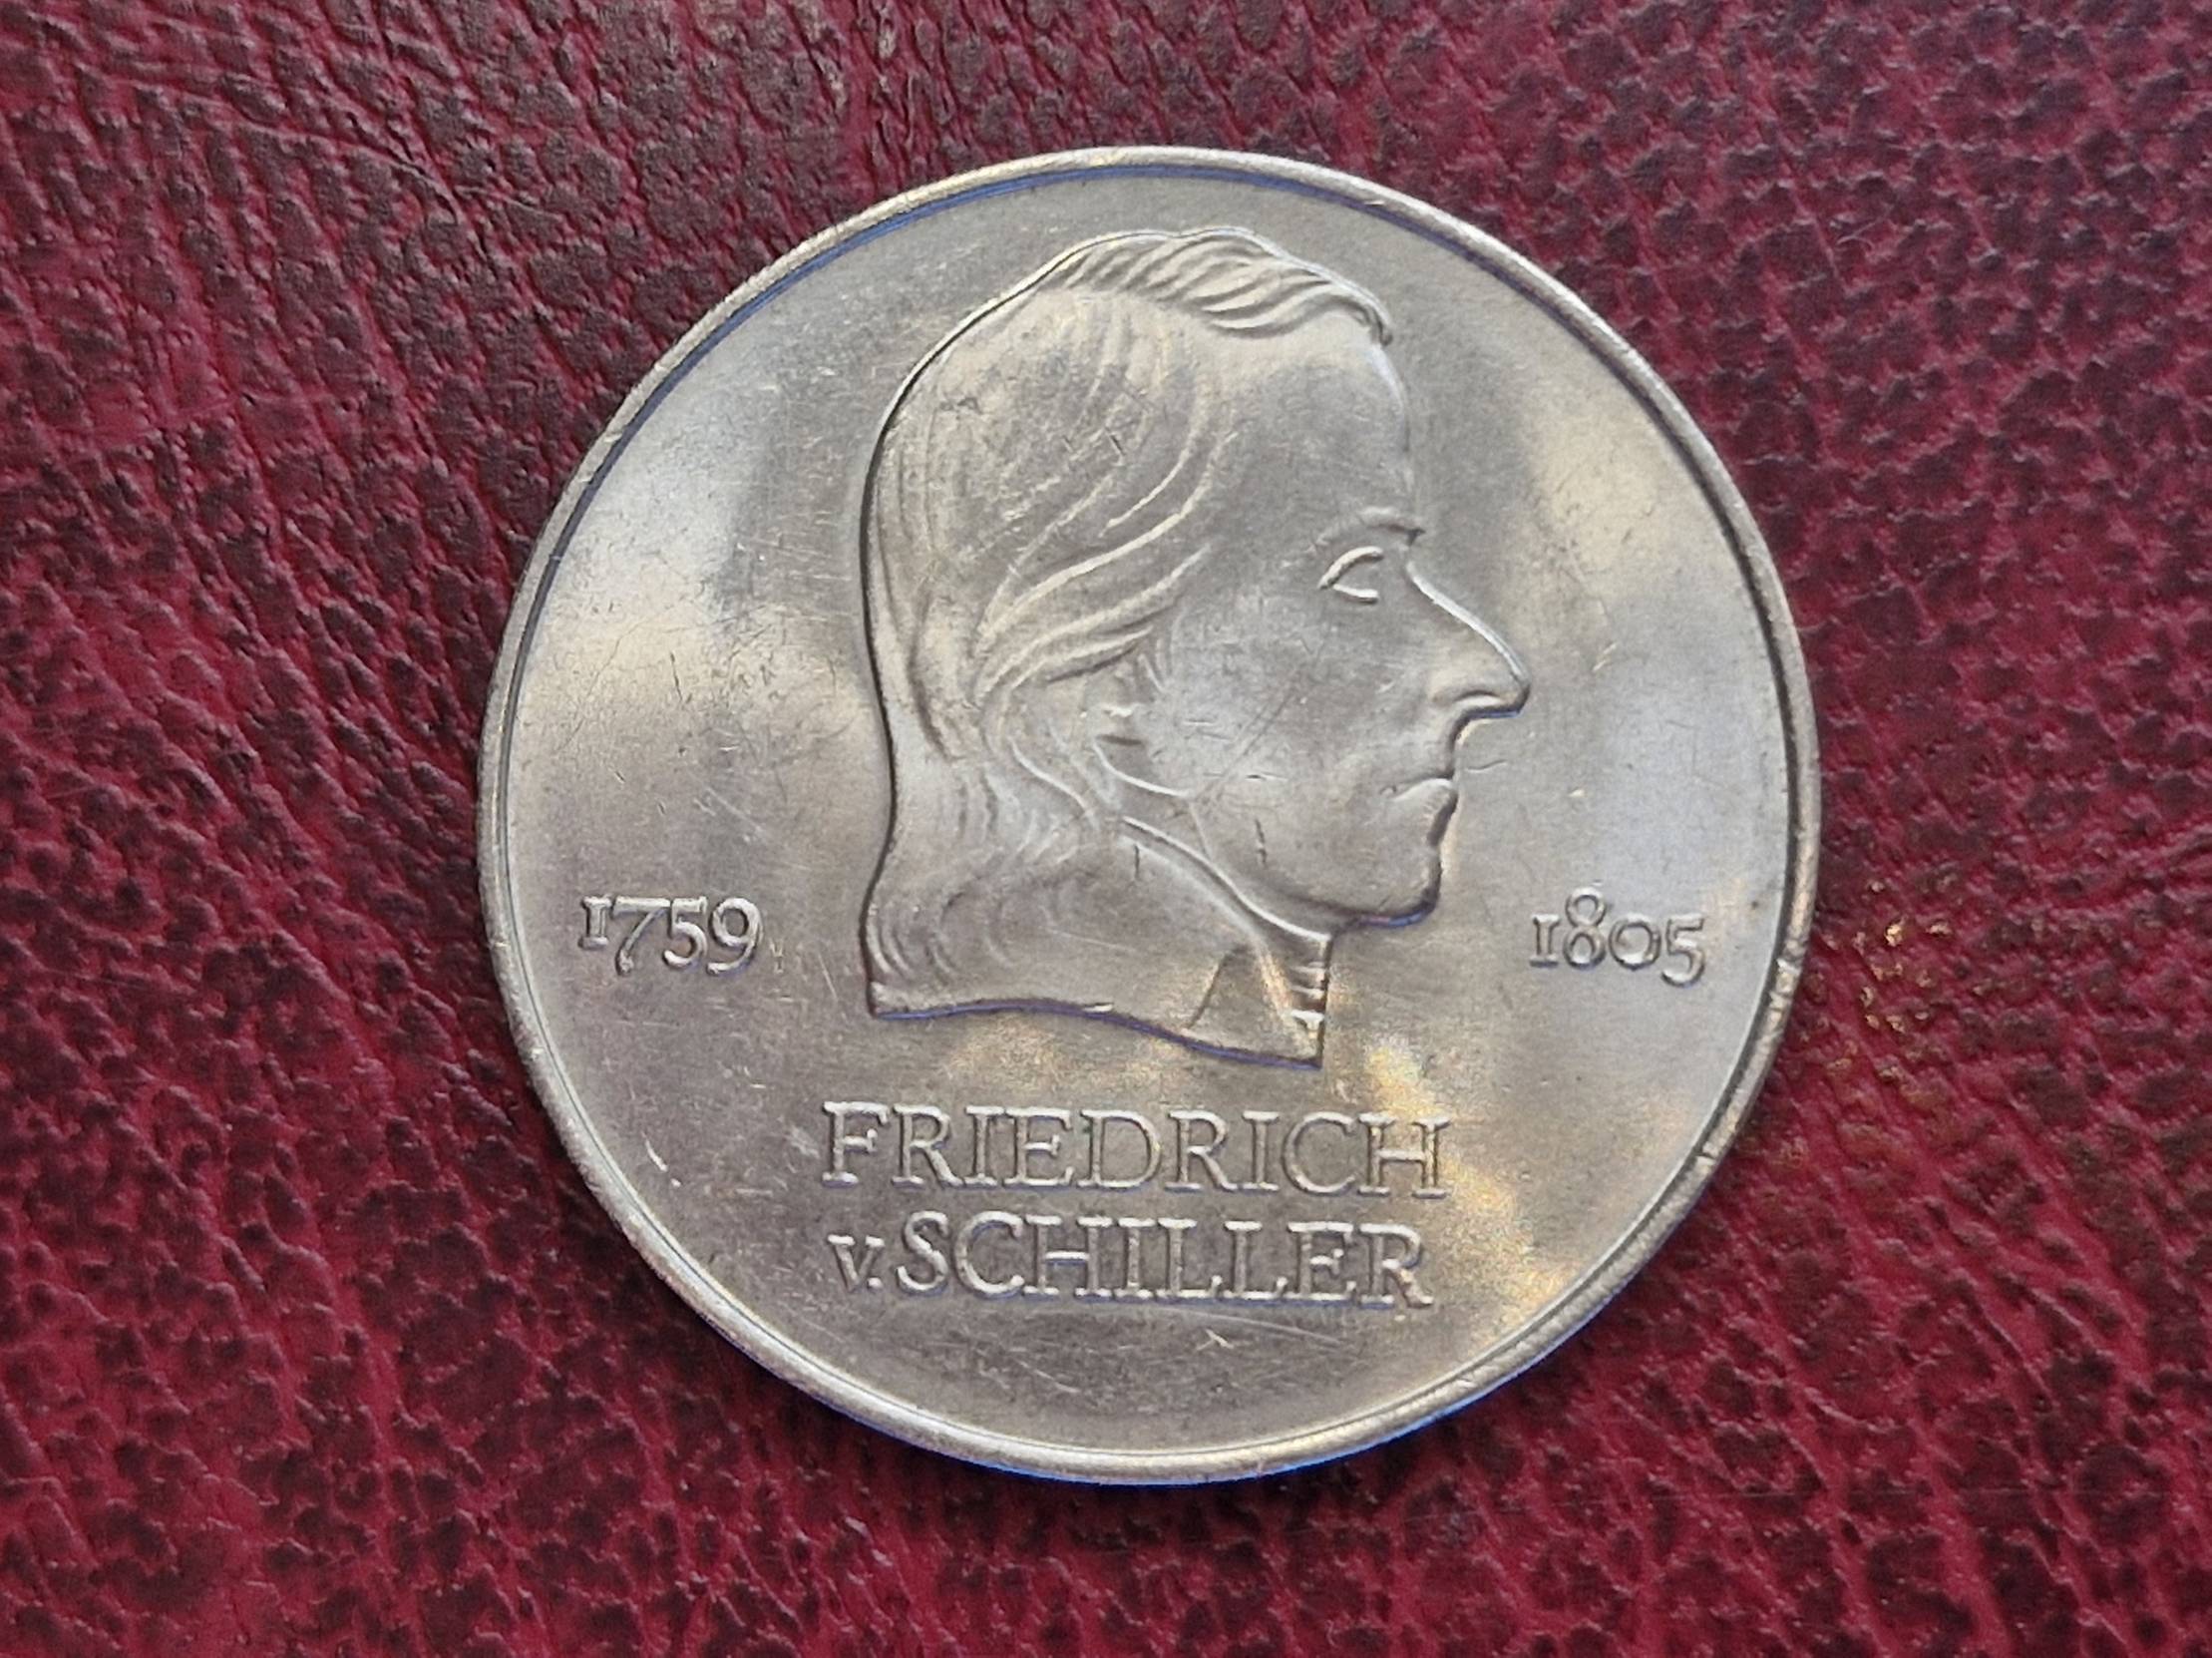 1759
1805
FRIEDRICH
v. SCHILLER